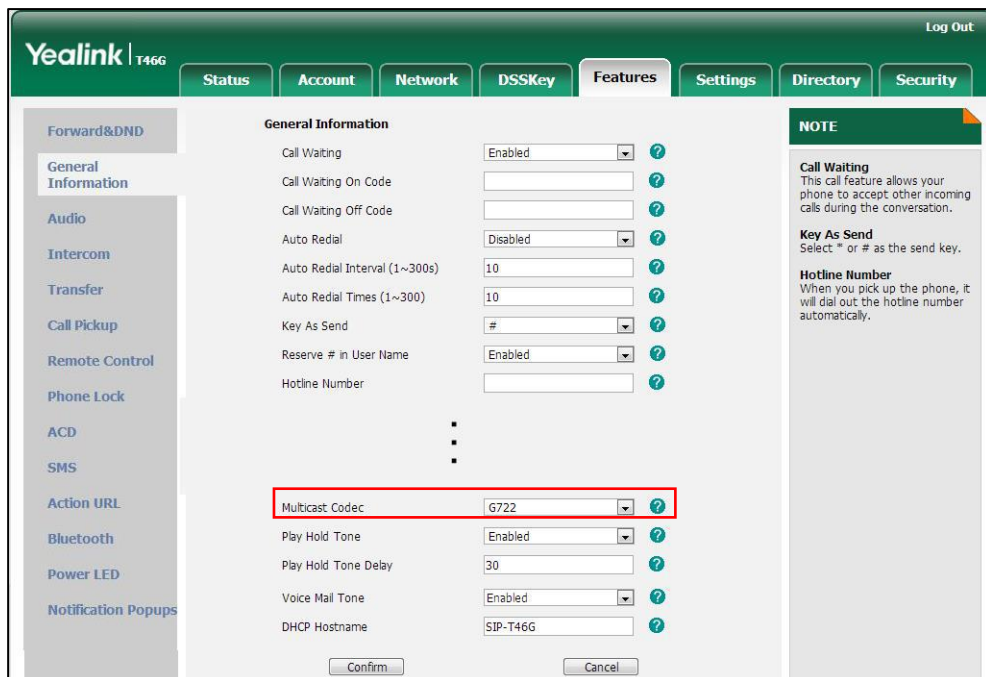 Log Out
Yealink T46G
Status Account Network DSSKey Features Settings Directory Security
Forward&DND
General
Information
Audio
Intercom
Transfer
Call Pickup
Remote Control
Phone Lock
ACD
SMS
Action URL
Bluetooth
Power LED
Notification Popups
General Information
Call Waiting Enabled ?
Call Waiting On Code ?
Call Waiting Off Code ?
Auto Redial Disabled ?
Auto Redial Interval (1~300s) 10 ?
Auto Redial Times (1~300) 10 ?
Key As Send # ?
Reserve # in User Name Enabled ?
Hotline Number ?
Multicast Codec G722 ?
Play Hold Tone Enabled ?
Play Hold Tone Delay 30 ?
Voice Mail Tone Enabled ?
DHCP Hostname SIP-T46G ?
Confirm Cancel
NOTE
Call Waiting
This call feature allows your
phone to accept other incoming
calls during the conversation.
Key As Send
Select * or # as the send key.
Hotline Number
When you pick up the phone, it
will dial out the hotline number
automatically.